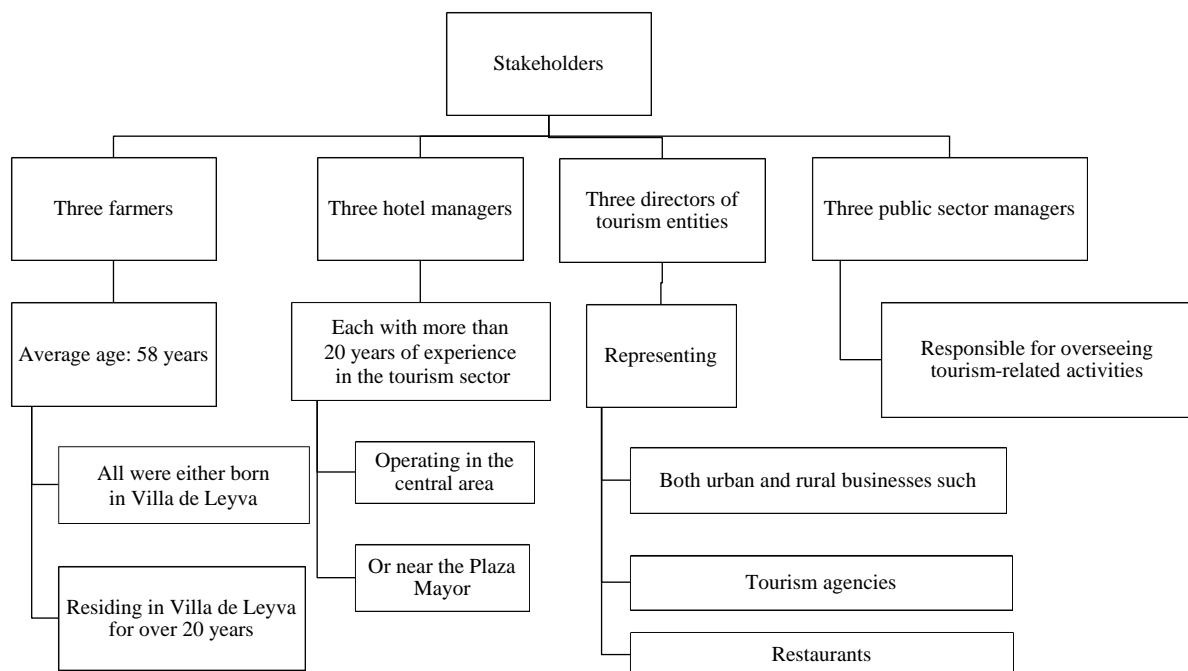 Stakeholders
Three farmers
Three hotel managers
Three directors of
tourism entities
Three public sector managers
Average age: 58 years
Each with more than
20 years of experience
in the tourism sector
Representing
Responsible for overseeing
tourism-related activities
All were either born
in Villa de Leyva
Operating in the
central area
Both urban and rural businesses such
Residing in Villa de Leyva
for over 20 years
Or near the Plaza
Mayor
Tourism agencies
Restaurants